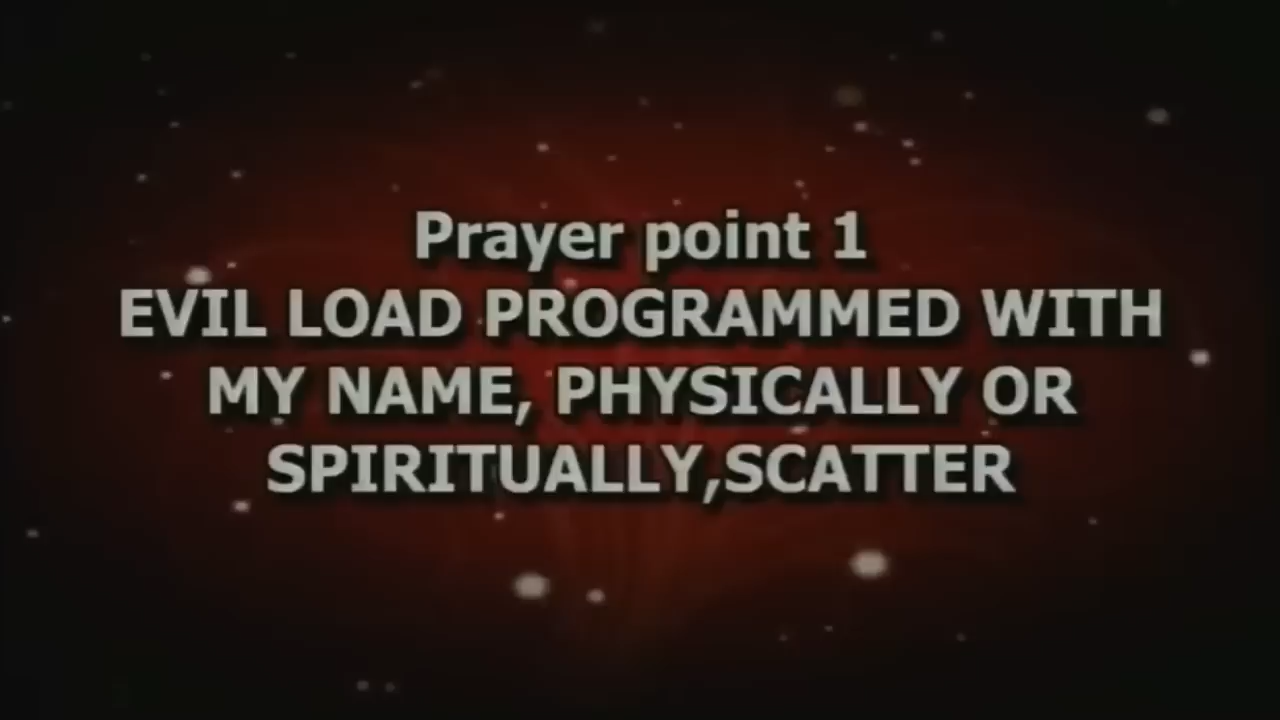 Prayer point 1
EVIL LOAD PROGRAMMED WITH
MY NAME, PHYSICALLY OR
SPIRITUALLY,SCATTER